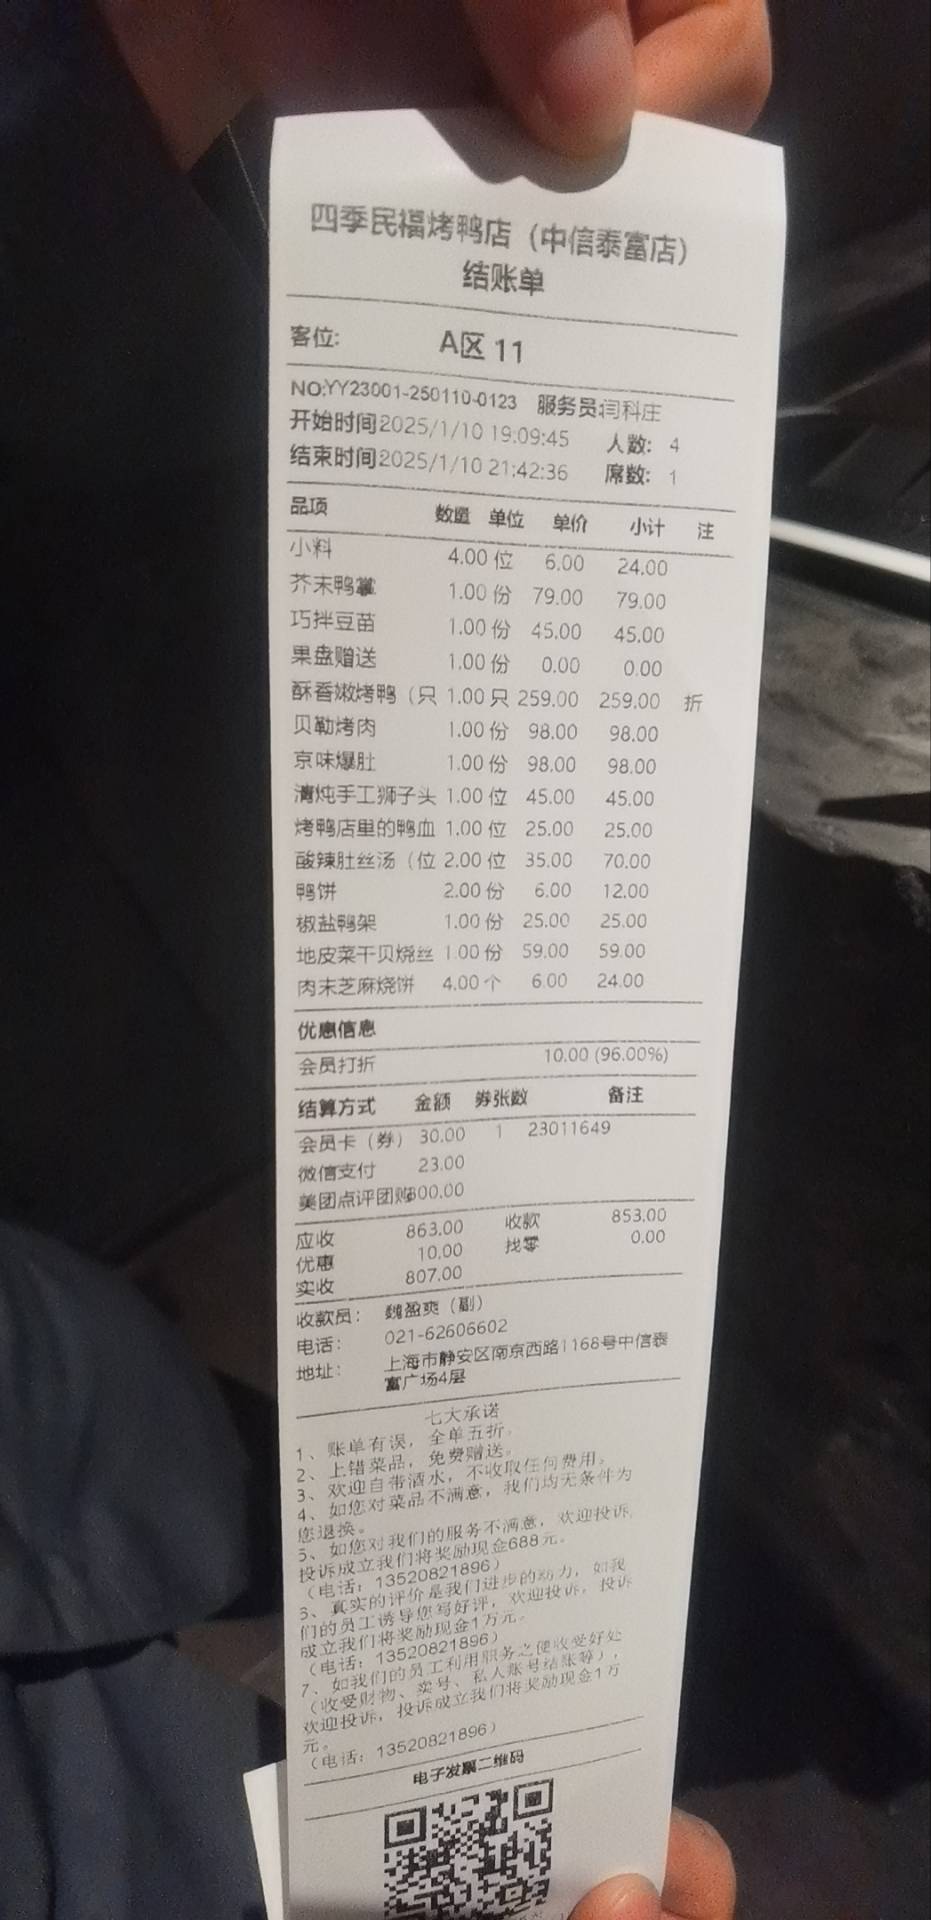 四季民福烤鸭店（中信泰富店）
结账单
客位: A区 11
NO:YY23001-250110-0123 服务员:闫科庄
开始时间2025/1/10 19:09:45 人数: 4
结束时间2025/1/10 21:42:36 席数: 1
品项 数量 单位 单价 小计 注
小料 4.00 位 6.00 24.00
芥末鸭掌 1.00 份 79.00 79.00
巧拌豆苗 1.00 份 45.00 45.00
果盘赠送 1.00 份 0.00 0.00
酥香嫩烤鸭（只 1.00 只 259.00 259.00 折
贝勒烤肉 1.00 份 98.00 98.00
京味爆肚 1.00 份 98.00 98.00
清炖手工狮子头 1.00 位 45.00 45.00
烤鸭店里的鸭血 1.00 位 25.00 25.00
酸辣肚丝汤（位 2.00 位 35.00 70.00
鸭饼 2.00 份 6.00 12.00
椒盐鸭架 1.00 份 25.00 25.00
地皮菜干贝烧丝 1.00 份 59.00 59.00
肉末芝麻烧饼 4.00 个 6.00 24.00
优惠信息
会员打折 10.00 (96.00%)
结算方式 金额 券张数 备注
会员卡（券） 30.00 1 23011649
微信支付 23.00
美团点评团购800.00
应收 863.00 收款 853.00
优惠 10.00 找零 0.00
实收 807.00
收款员: 魏盈爽（副）
电话: 021-62606602
地址: 上海市静安区南京西路1168号中信泰
富广场4层
七大承诺
1、账单有误，全单五折。
2、上错菜品，免费赠送。
3、欢迎自带酒水，不收取任何费用。
4、如您对菜品不满意，我们均无条件为
您退换。
5、如您对我们的服务不满意，欢迎投诉，
投诉成立我们将奖励现金688元。
（电话：13520821896）
6、真实的评价是我们进步的动力，如我
们的员工诱导您写好评，欢迎投诉。投诉
成立我们将奖励现金1万元。
（电话：13520821896）
7、如我们的员工利用职务之便收受好处
（收受财物、卖号、私人账号结账等），
欢迎投诉，投诉成立我们将奖励现金1万
元。
（电话：13520821896）
电子发票二维码